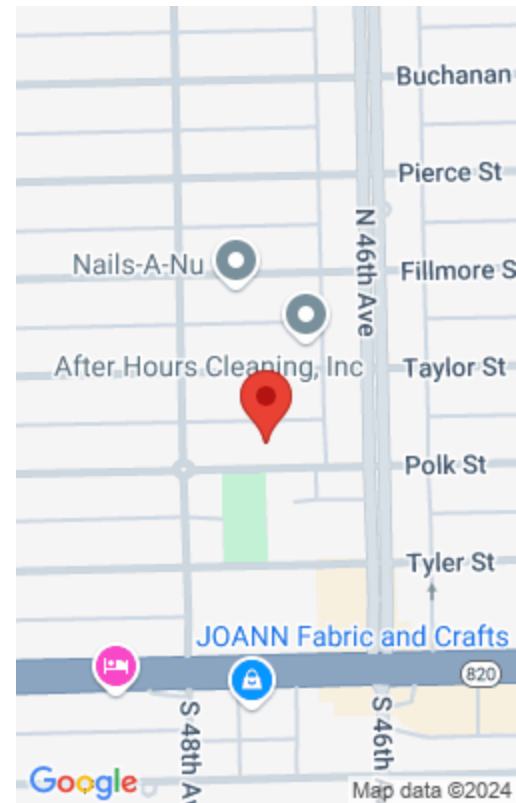 Buchanan
Pierce St
N 46th Ave
Nails-A-Nu
Fillmore S
After Hours Cleaning, Inc
Taylor St
Polk St
Tyler St
JOANN Fabric and Crafts
820
S 48th Av
S 46th
Google
Map data ©2024